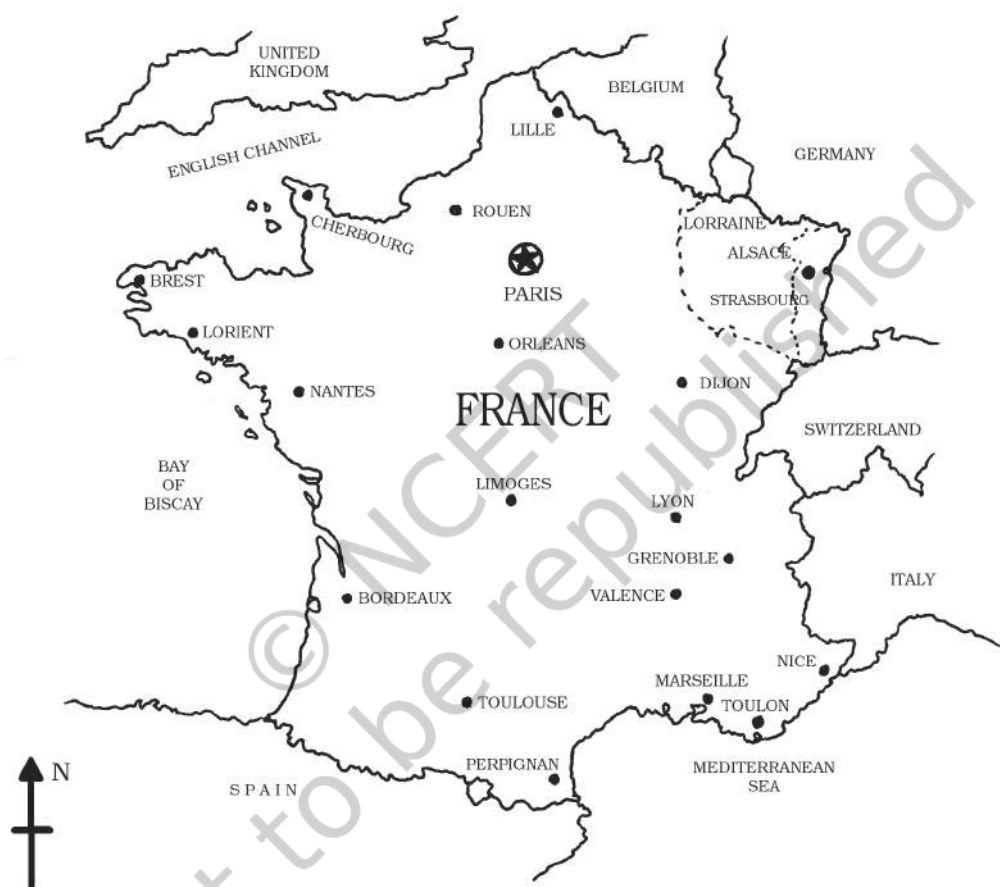 UNITED
KINGDOM
BELGIUM
LILLE
ENGLISH CHANNEL
GERMANY
CHERBOURG
ROUEN
LORRAINE
ALSACE
BREST
PARIS
STRASBOURG
LORIENT
ORLEANS
DIJON
NANTES
FRANCE
SWITZERLAND
BAY
OF
BISCAY
LIMOGES
LYON
GRENOBLE
ITALY
VALENCE
BORDEAUX
NICE
MARSEILLE
TOULOUSE
TOULON
PERPIGNAN
MEDITERRANEAN
SEA
N
SPAIN
© NCERT
t to be republished